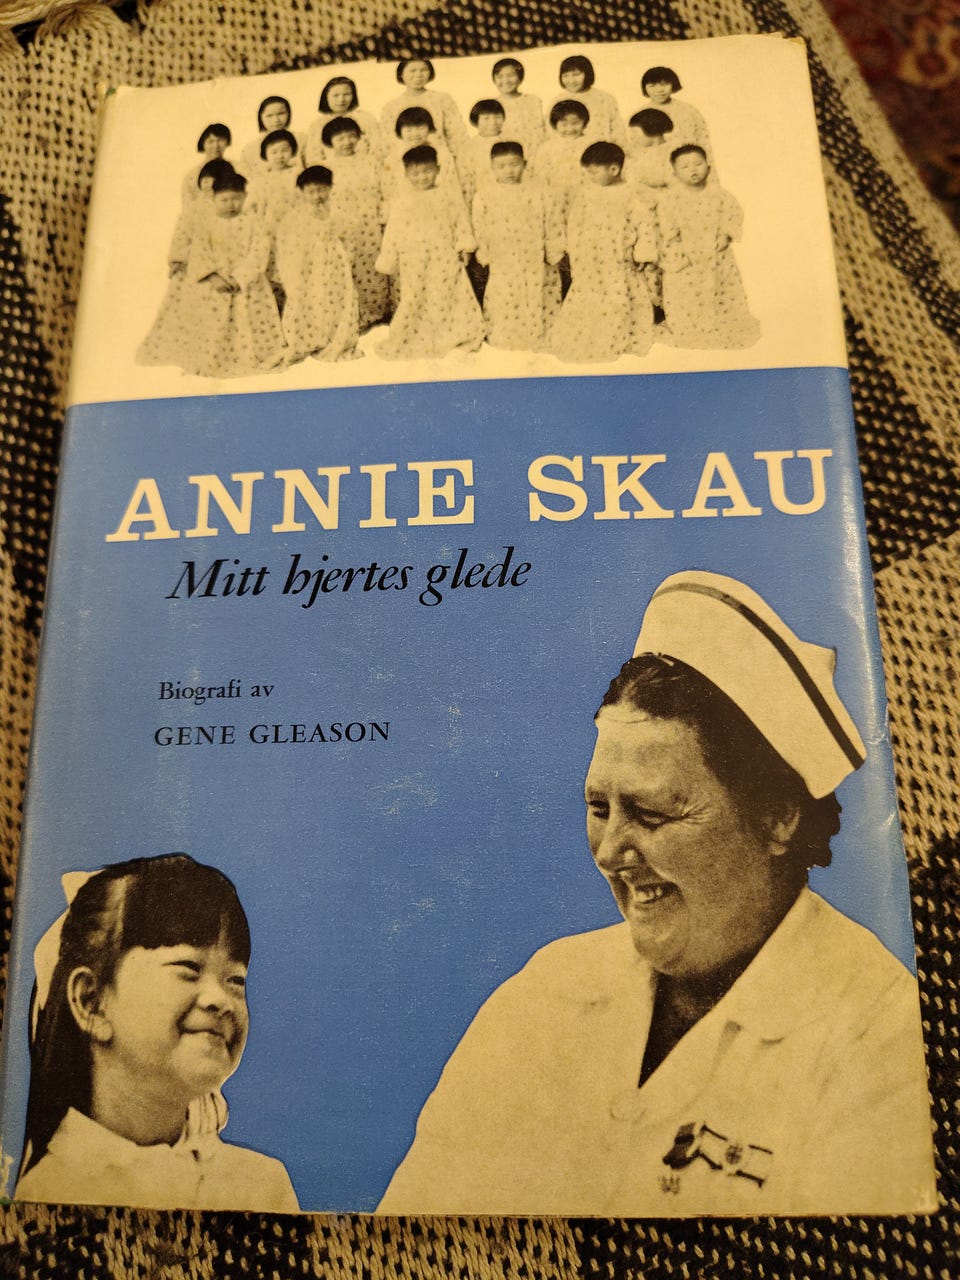 ANNIE SKAU
Mitt hjertes glede
Biografi av
GENE GLEASON